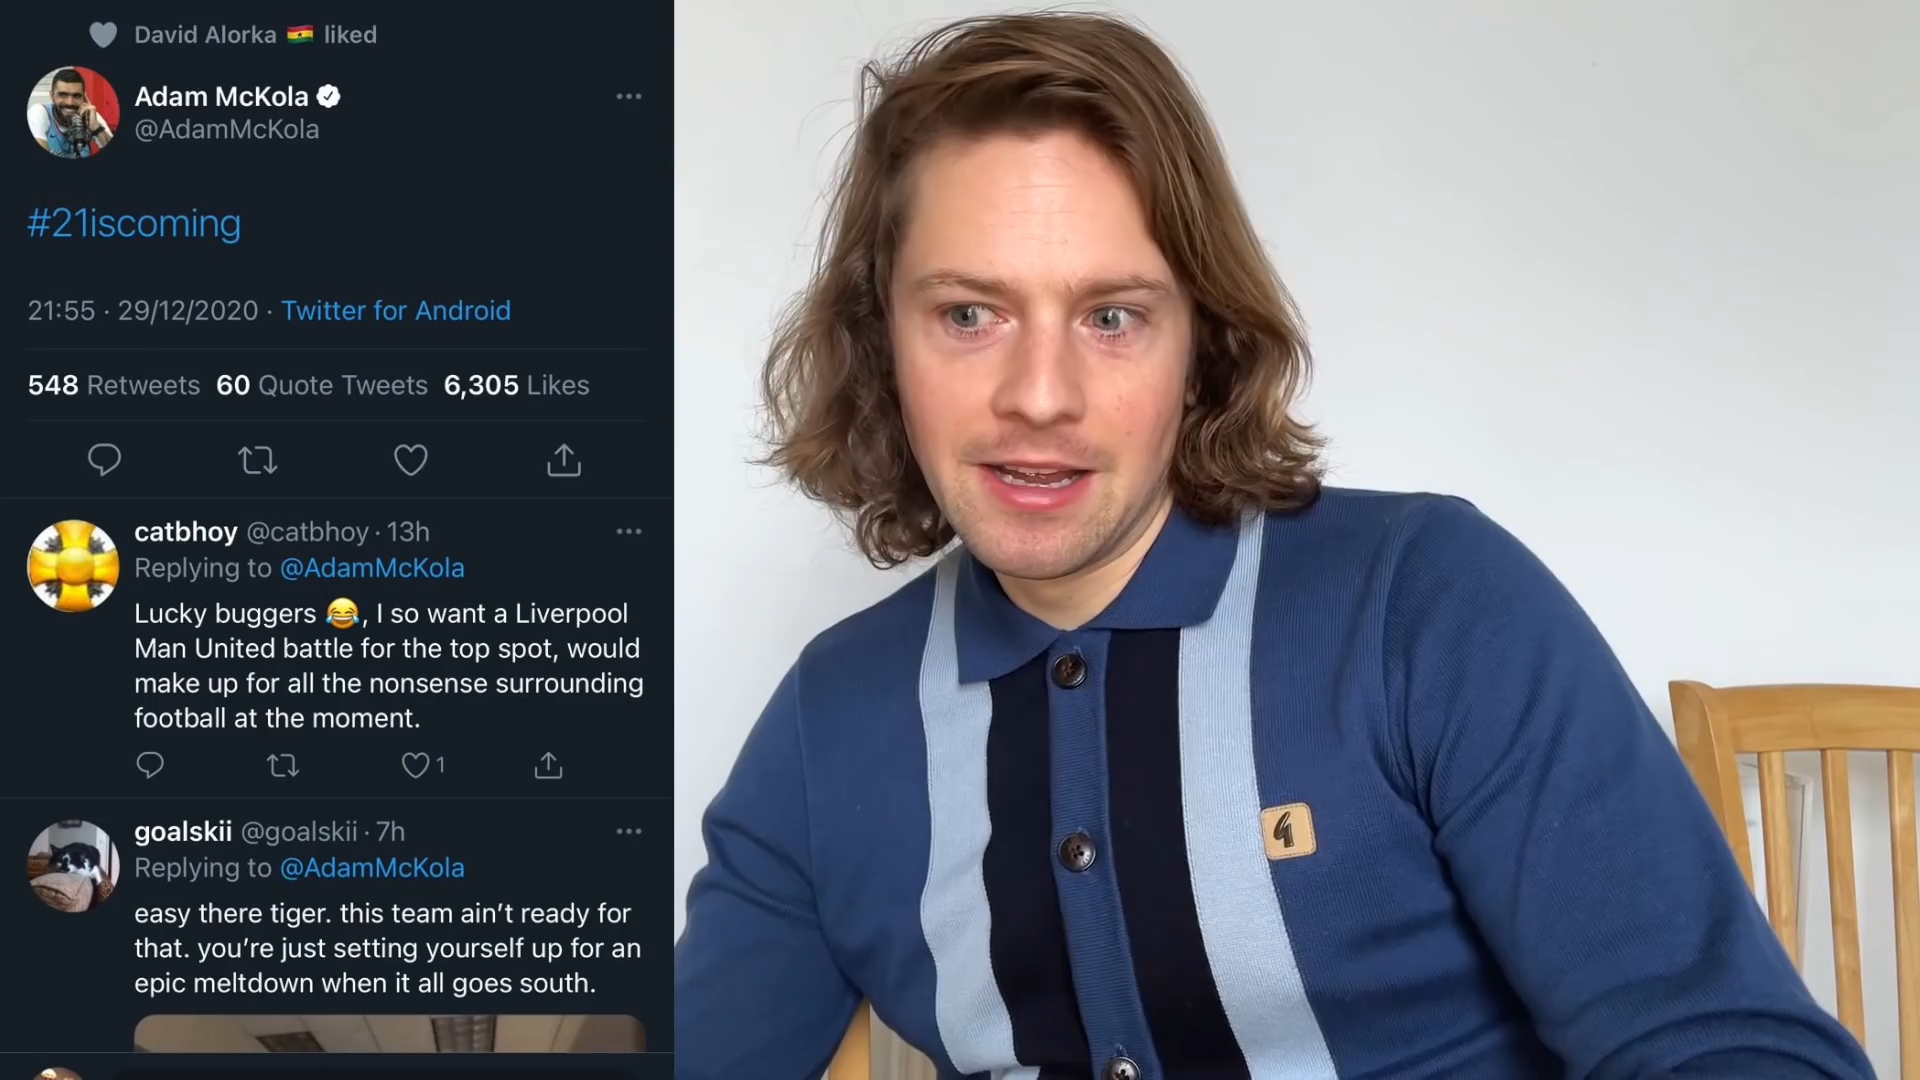 David Alorka 🇬🇭 liked
Adam McKola
@AdamMcKola
#21iscoming
21:55 · 29/12/2020 · Twitter for Android
548 Retweets 60 Quote Tweets 6,305 Likes
catbhoy @catbhoy · 13h
Replying to @AdamMcKola
Lucky buggers 😂, I so want a Liverpool
Man United battle for the top spot, would
make up for all the nonsense surrounding
football at the moment.
1
goalskii @goalskii · 7h
Replying to @AdamMcKola
easy there tiger. this team ain’t ready for
that. you’re just setting yourself up for an
epic meltdown when it all goes south.